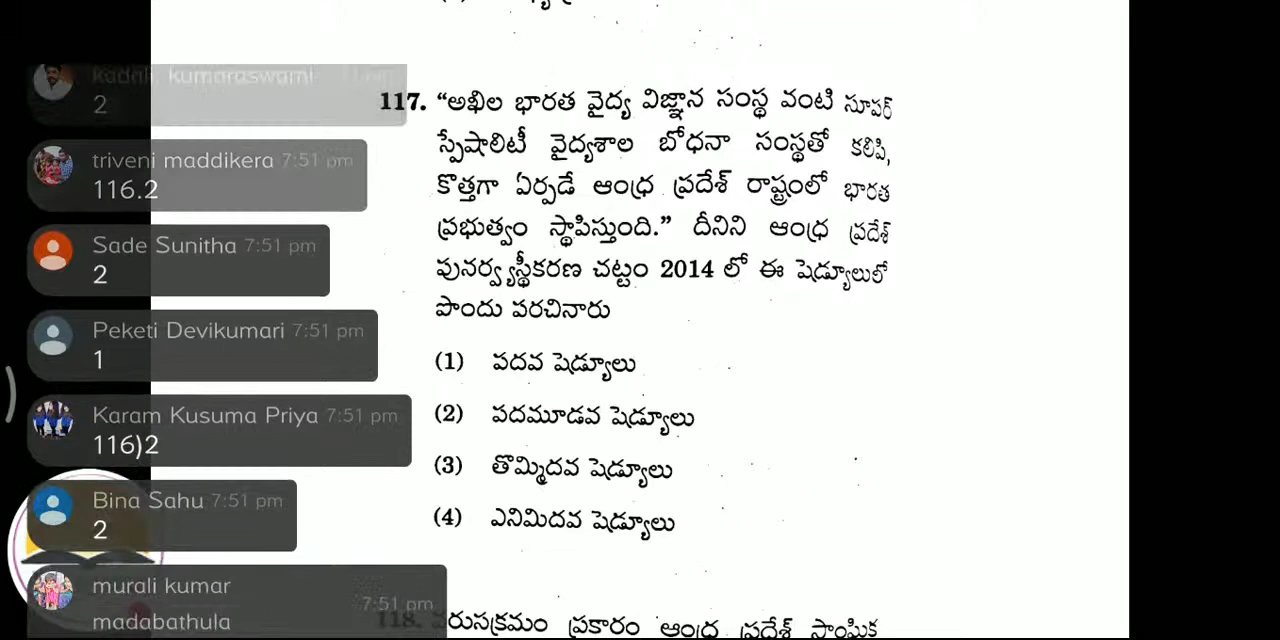 kadali. kumaraswami
2
triveni maddikera 7:51 pm
116.2
Sade Sunitha 7:51 pm
2
Peketi Devikumari 7:51 pm
1
Karam Kusuma Priya 7:51 pm
116)2
Bina Sahu 7:51 pm
2
murali kumar
madabathula 7:51 pm
117. “అఖిల భారత వైద్య విజ్ఞాన సంస్థ వంటి సూపర్
స్పేషాలిటీ వైద్యశాల బోధనా సంస్థతో కలిపి,
కొత్తగా ఏర్పడే ఆంధ్ర ప్రదేశ్ రాష్ట్రంలో భారత
ప్రభుత్వం స్థాపిస్తుంది.” దీనిని ఆంధ్ర ప్రదేశ్
పునర్వ్యస్థీకరణ చట్టం 2014 లో ఈ షెడ్యూలులో
పొందు పరచినారు
(1) పదవ షెడ్యూలు
(2) పదమూడవ షెడ్యూలు
(3) తొమ్మిదవ షెడ్యూలు
(4) ఎనిమిదవ షెడ్యూలు
118. వరుసక్రమం ప్రకారం ఆంధ్ర ప్రదేశ్ సాంఘిక